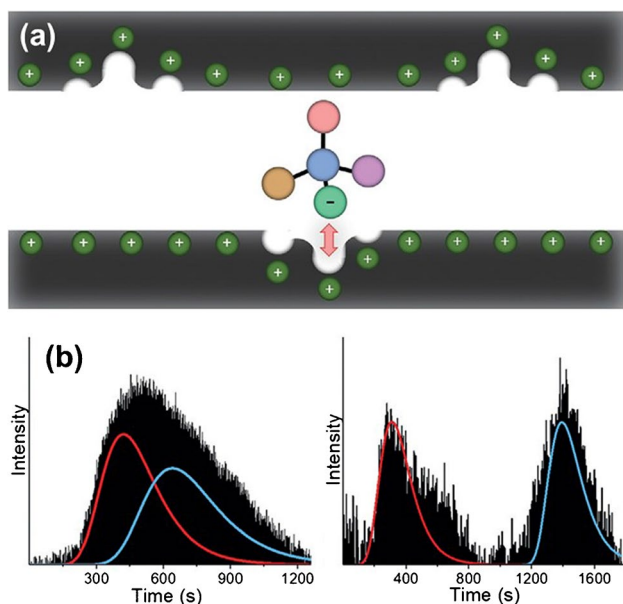 (a)
+ + + + + + + + + + + +
-
+ + + + + + + + + + + + +
(b)
Intensity
300 600 900 1200
Time (s)
Intensity
400 800 1200 1600
Time (s)